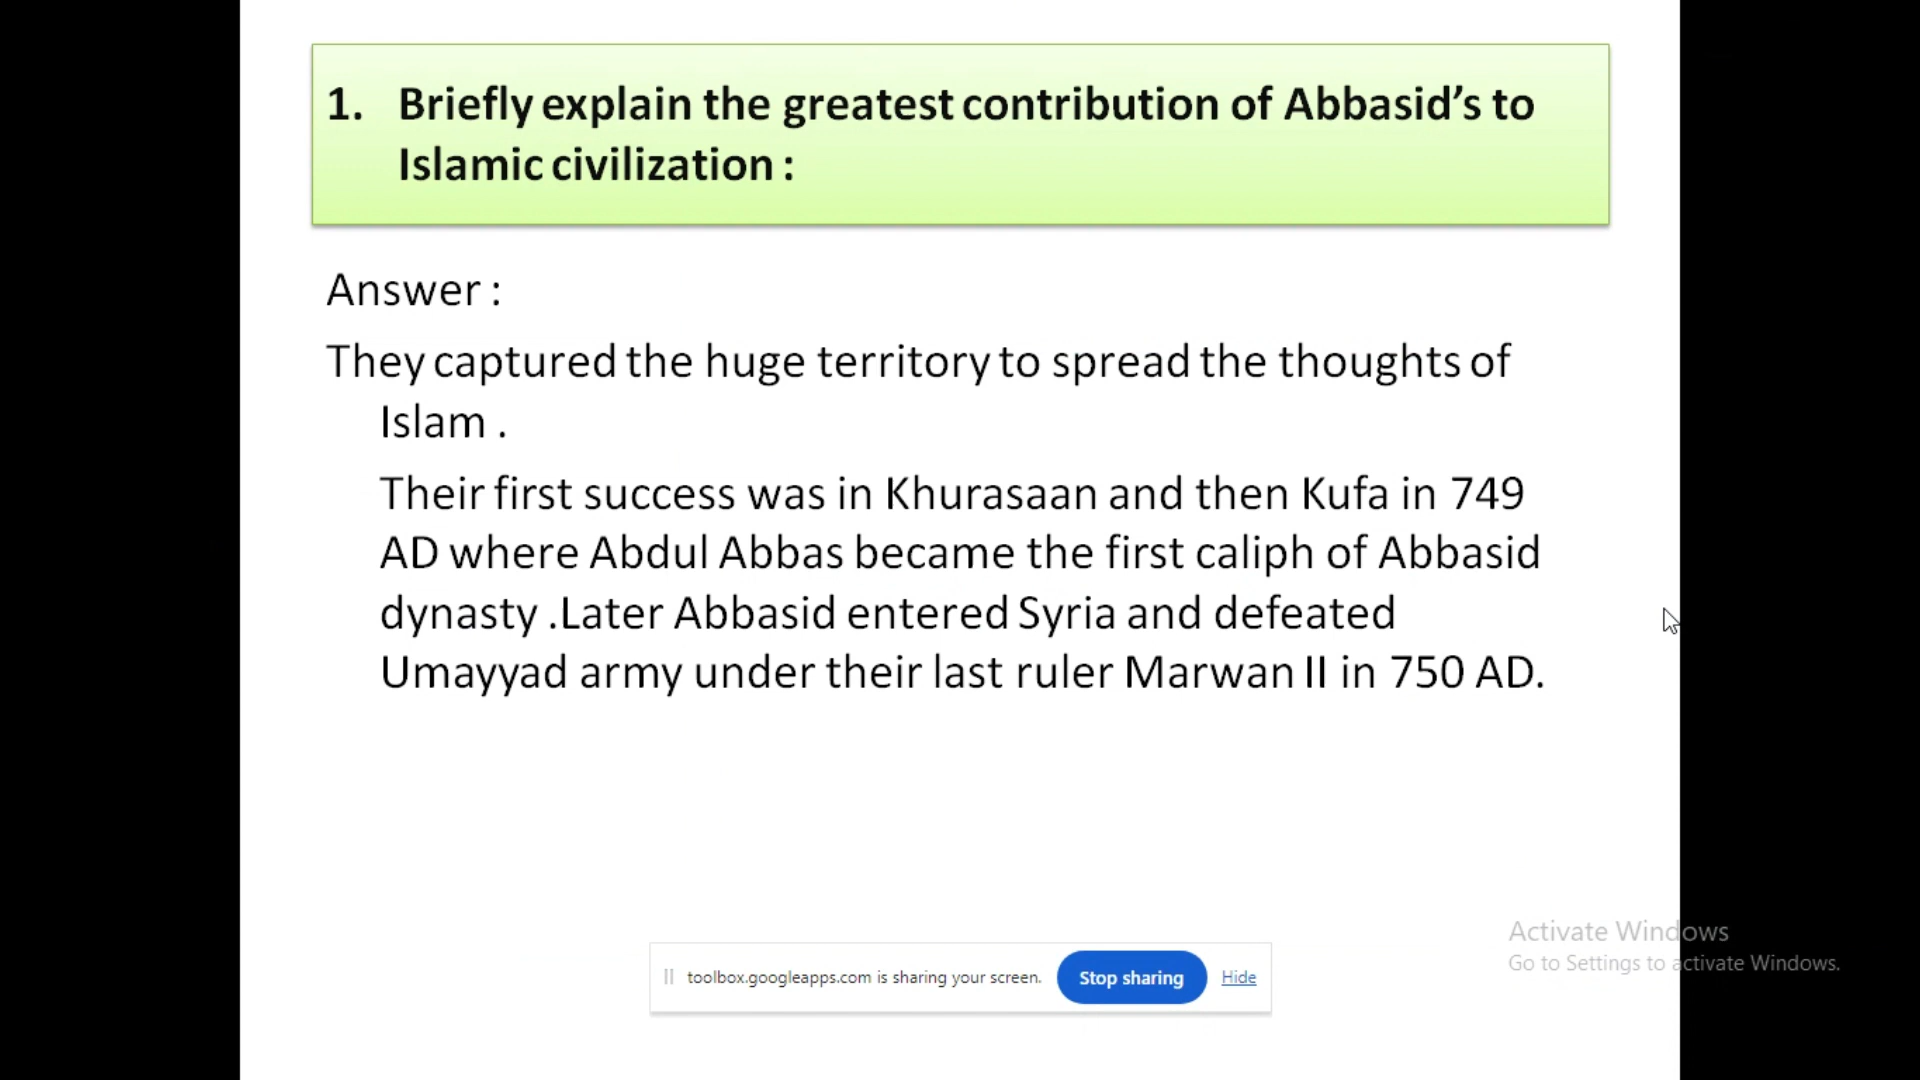 1. Briefly explain the greatest contribution of Abbasid’s to
Islamic civilization :
Answer :
They captured the huge territory to spread the thoughts of
Islam .
Their first success was in Khurasaan and then Kufa in 749
AD where Abdul Abbas became the first caliph of Abbasid
dynasty .Later Abbasid entered Syria and defeated
Umayyad army under their last ruler Marwan II in 750 AD.
Activate Windows
Go to Settings to activate Windows.
toolbox.googleapps.com is sharing your screen. Stop sharing Hide